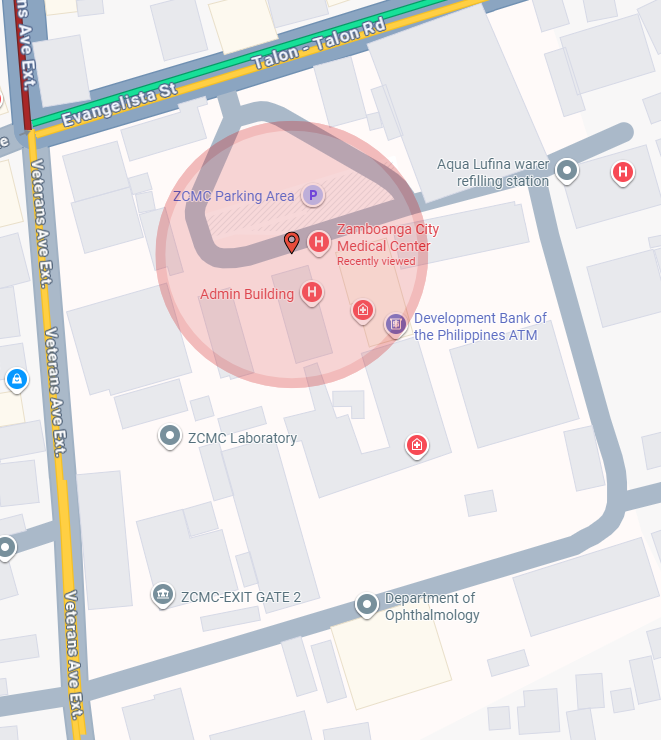 ns Ave Ext.
Talon - Talon Rd
Evangelista St
e
Veterans Ave Ext.
Aqua Lufina warer
refilling station
H
ZCMC Parking Area
P
Zamboanga City
Medical Center
Recently viewed
H
Admin Building
H
Development Bank of
the Philippines ATM
Veterans Ave Ext.
ZCMC Laboratory
ZCMC-EXIT GATE 2
Department of
Ophthalmology
Veterans Ave Ext.